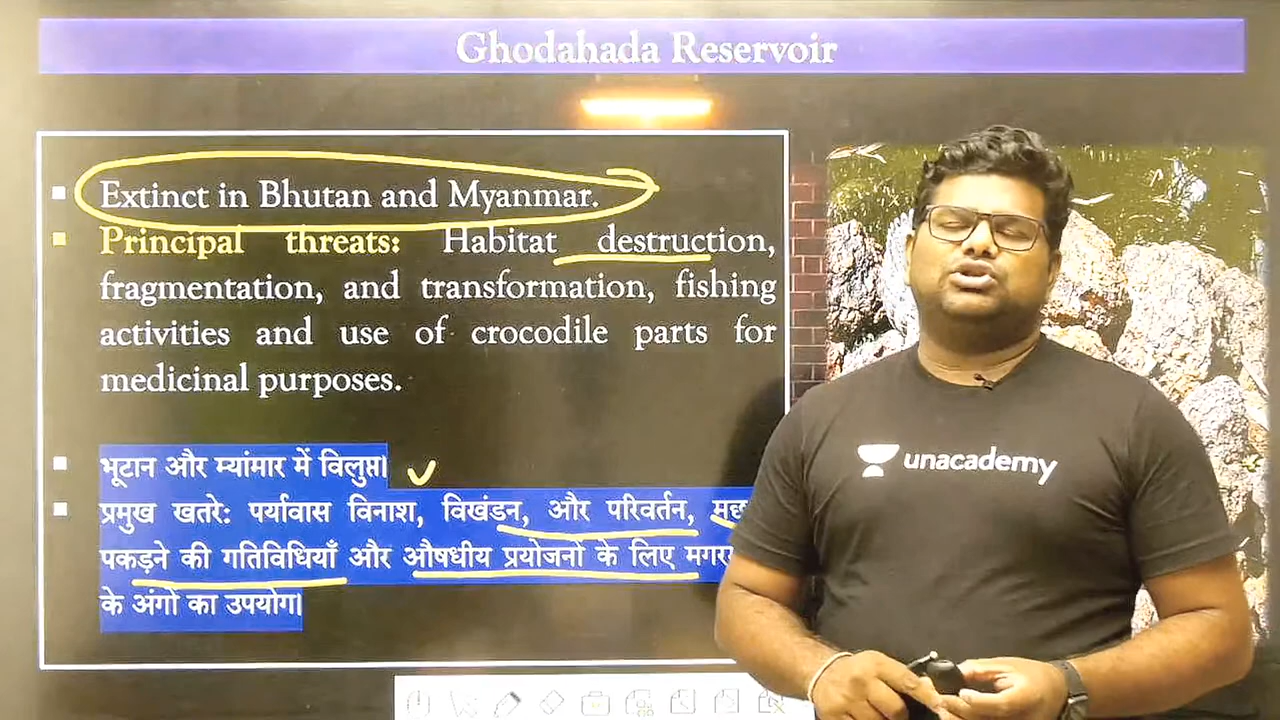 Ghodahada Reservoir
Extinct in Bhutan and Myanmar.
Principal threats: Habitat destruction,
fragmentation, and transformation, fishing
activities and use of crocodile parts for
medicinal purposes.
भूटान और म्यांमार में विलुप्त।
प्रमुख खतरे: पर्यावास विनाश, विखंडन, और परिवर्तन,
पकड़ने की गतिविधियाँ और औषधीय प्रयोजनों के लिए
के अंगों का उपयोग।
unacademy